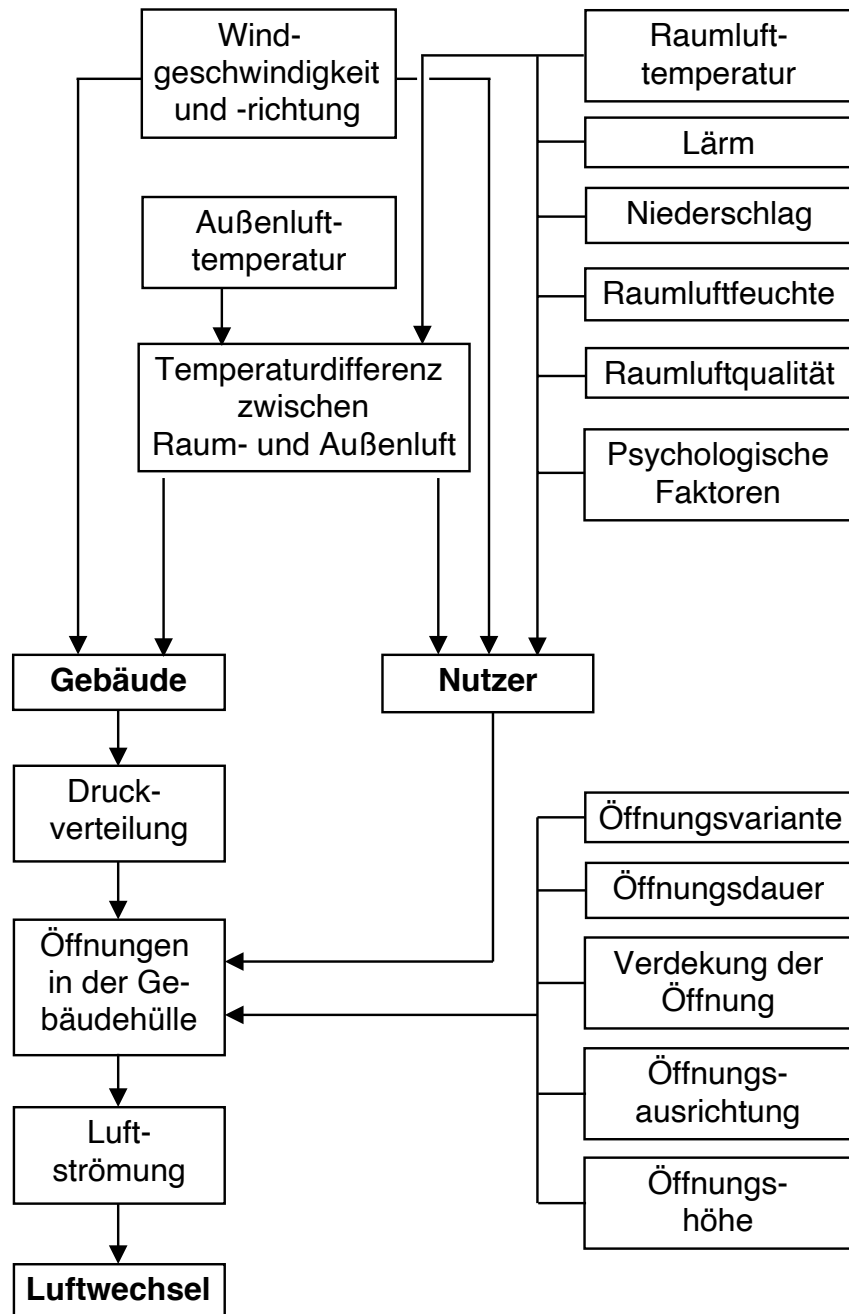 Wind-
geschwindigkeit
und -richtung
Raumluft-
temperatur
Lärm
Niederschlag
Außenluft-
temperatur
Raumluftfeuchte
Temperaturdifferenz
zwischen
Raum- und Außenluft
Raumluftqualität
Psychologische
Faktoren
Gebäude
Nutzer
Druck-
verteilung
Öffnungsvariante
Öffnungsdauer
Öffnungen
in der Ge-
bäudehülle
Verdekung der
Öffnung
Öffnungs-
ausrichtung
Luft-
strömung
Öffnungs-
höhe
Luftwechsel